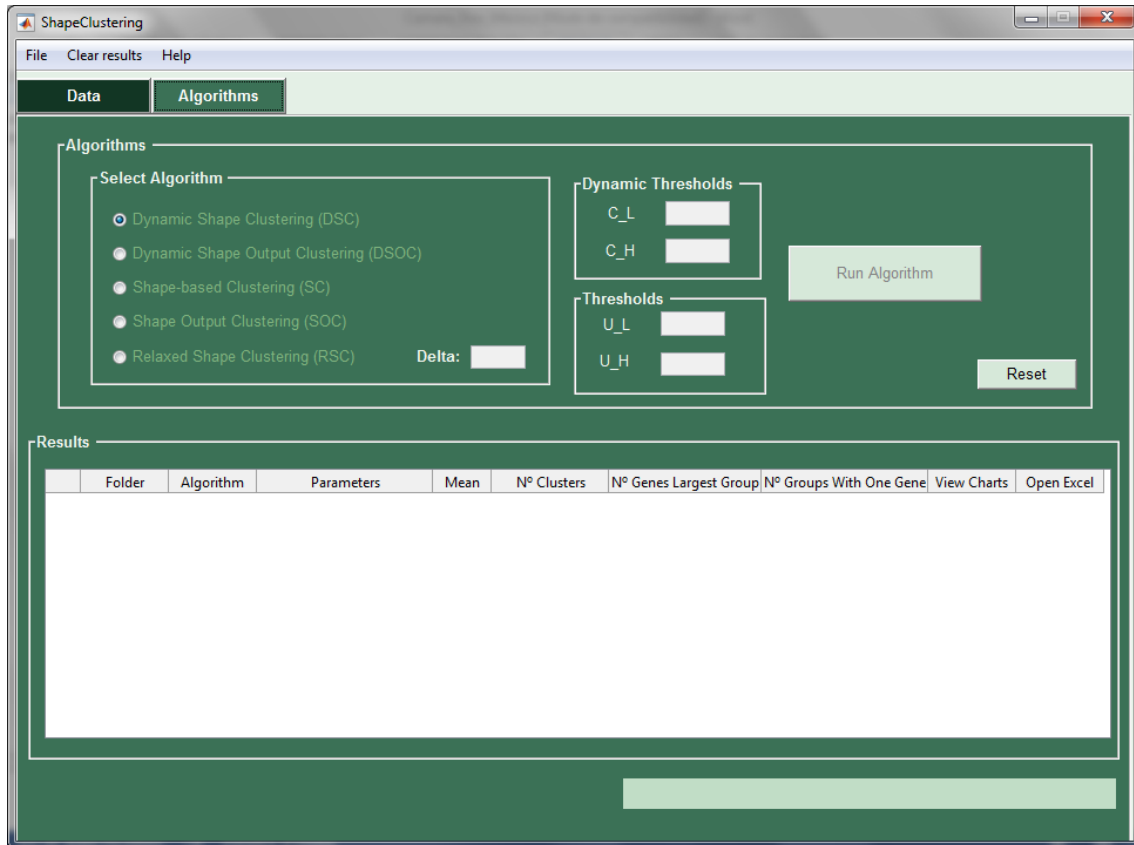 ShapeClustering
File Clear results Help
Data Algorithms
Algorithms
Select Algorithm
Dynamic Shape Clustering (DSC)
Dynamic Shape Output Clustering (DSOC)
Shape-based Clustering (SC)
Shape Output Clustering (SOC)
Relaxed Shape Clustering (RSC) Delta:
Dynamic Thresholds
C_L
C_H
Thresholds
U_L
U_H
Run Algorithm
Reset
Results
Folder Algorithm Parameters Mean Nº Clusters Nº Genes Largest Group Nº Groups With One Gene View Charts Open Excel